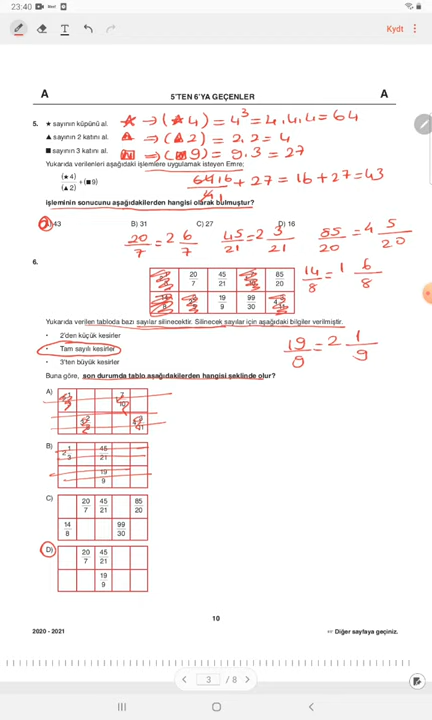 23:40
Kaydt
A 5'TEN 6'YA GEÇENLER A
5. ★ sayının küpünü al. ★ → (★4) = 4³ = 4.4.4 = 64
▲ sayının 2 katını al. ▲ → (▲2) = 2.2 = 4
■ sayının 3 katını al. → (■9) = 9.3 = 27
Yukarıda verilenleri aşağıdaki işlemlere uygulamak isteyen Emre;
(★4)/(▲2) + (■9)
+ 27 = 16 + 27 = 43
işleminin sonucunu aşağıdakilerden hangisi olarak bulmuştur?
A) 43 B) 31 C) 27 D) 16
20/7 = 2 6/7 45/21 = 2 3/21 85/20 = 4 5/20
6.
20/7 45/21 85/20
19/9 99/30
14/8 = 1 6/8
Yukarıda verilen tabloda bazı sayılar silinecektir. Silinecek sayılar için aşağıdaki bilgiler verilmiştir.
• 2'den küçük kesirler
• Tam sayılı kesirler
• 3'ten büyük kesirler
19/9 = 2 1/9
Buna göre, son durumda tablo aşağıdakilerden hangisi şeklinde olur?
A)
B)
2 1/3 45/21
19/9
C)
20/7 45/21 85/20
14/8 99/30
D)
20/7 45/21
19/9
10
2020 - 2021
Diğer sayfaya geçiniz.
3 / 8